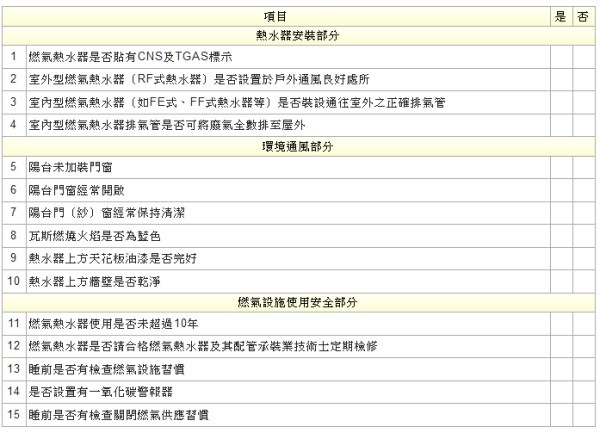 項目 是 否
熱水器安裝部分
1 燃氣熱水器是否貼有CNS及TGAS標示
2 室外型燃氣熱水器〔RF式熱水器〕是否設置於戶外通風良好處所
3 室內型燃氣熱水器〔如FE式、FF式熱水器等〕是否裝設通往室外之正確排氣管
4 室內型燃氣熱水器排氣管是否可將廢氣全數排至屋外
環境通風部分
5 陽台未加裝門窗
6 陽台門窗經常開啟
7 陽台門〔紗〕窗經常保持清潔
8 瓦斯燃燒火焰是否為藍色
9 熱水器上方天花板油漆是否完好
10 熱水器上方牆壁是否乾淨
燃氣設施使用安全部分
11 燃氣熱水器使用是否未超過10年
12 燃氣熱水器是否請合格燃氣熱水器及其配管承裝業技術士定期檢修
13 睡前是否有檢查燃氣設施習慣
14 是否設置有一氧化碳警報器
15 睡前是否有檢查關閉燃氣供應習慣